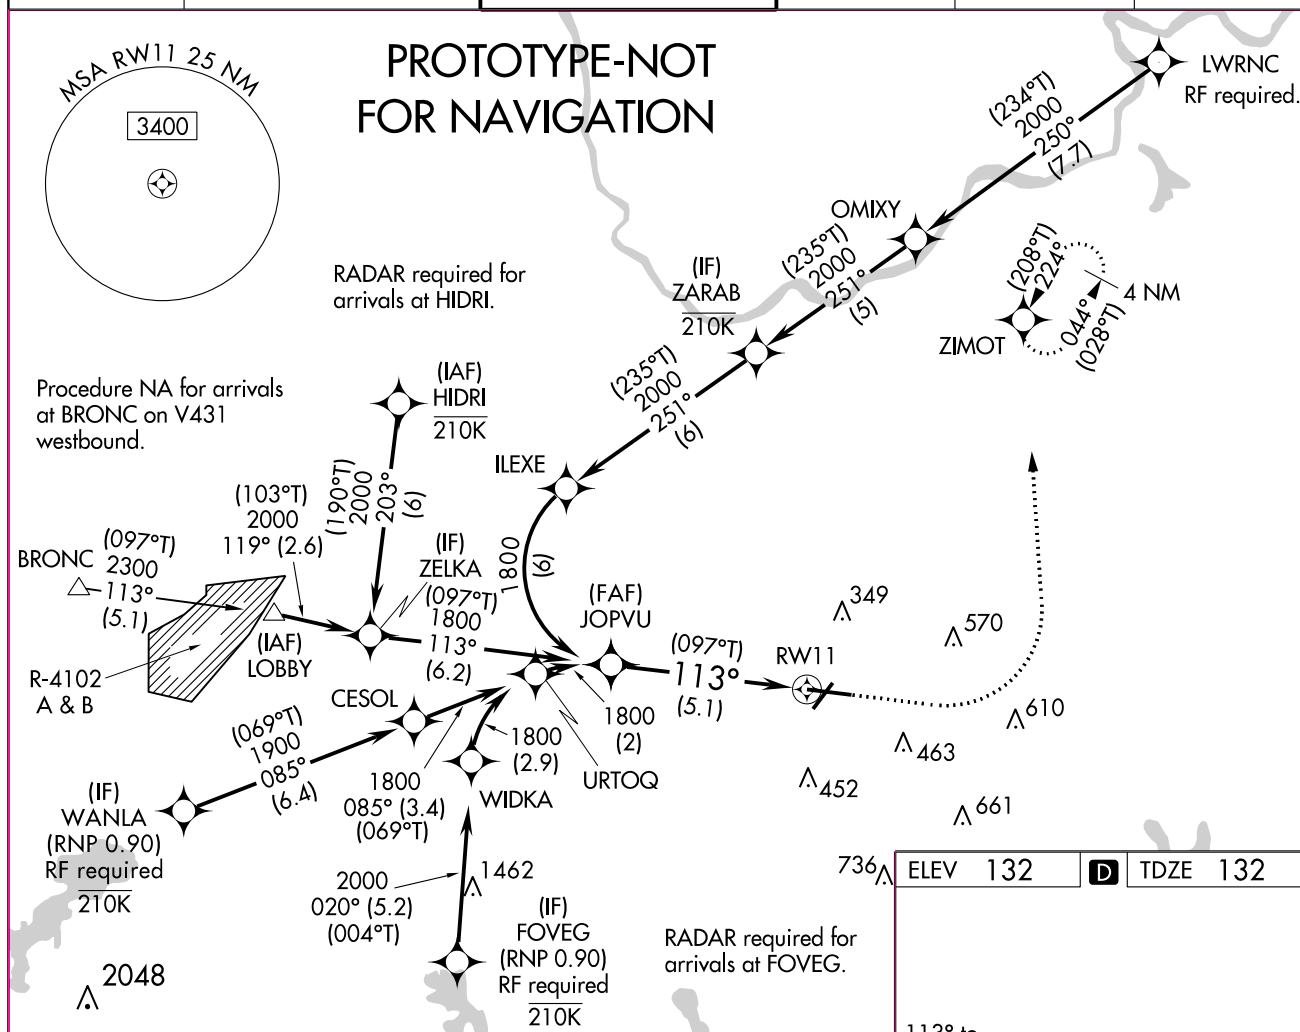 MSA RW11 25 NM
3400
PROTOTYPE-NOT
FOR NAVIGATION
LWRNC
RF required.
(234°T)
2000
250°
(7.7)
OMIXY
(235°T)
2000
251°
(5)
(IF)
ZARAB
210K
RADAR required for
arrivals at HIDRI.
(208°T)
224°
4 NM
044°
(028°T)
ZIMOT
Procedure NA for arrivals
at BRONC on V431
westbound.
(IAF)
HIDRI
210K
(235°T)
2000
251°
(6)
ILEXE
(190°T)
2000
203°
(6)
(103°T)
2000
119° (2.6)
BRONC
(097°T)
2300
113°
(5.1)
(IF)
ZELKA
(097°T)
1800
113°
(6.2)
1800
(6)
(FAF)
JOPVU
(097°T)
113°
(5.1)
RW11
349
570
(IAF)
LOBBY
R-4102
A & B
CESOL
(069°T)
1900
085°
(6.4)
1800
(2)
1800
(2.9)
URTOQ
610
463
452
661
1800
085° (3.4)
(069°T)
WIDKA
(IF)
WANLA
(RNP 0.90)
RF required
210K
2000
020° (5.2)
(004°T)
1462
736
ELEV 132
D
TDZE 132
(IF)
FOVEG
(RNP 0.90)
RF required
210K
RADAR required for
arrivals at FOVEG.
2048
113° to